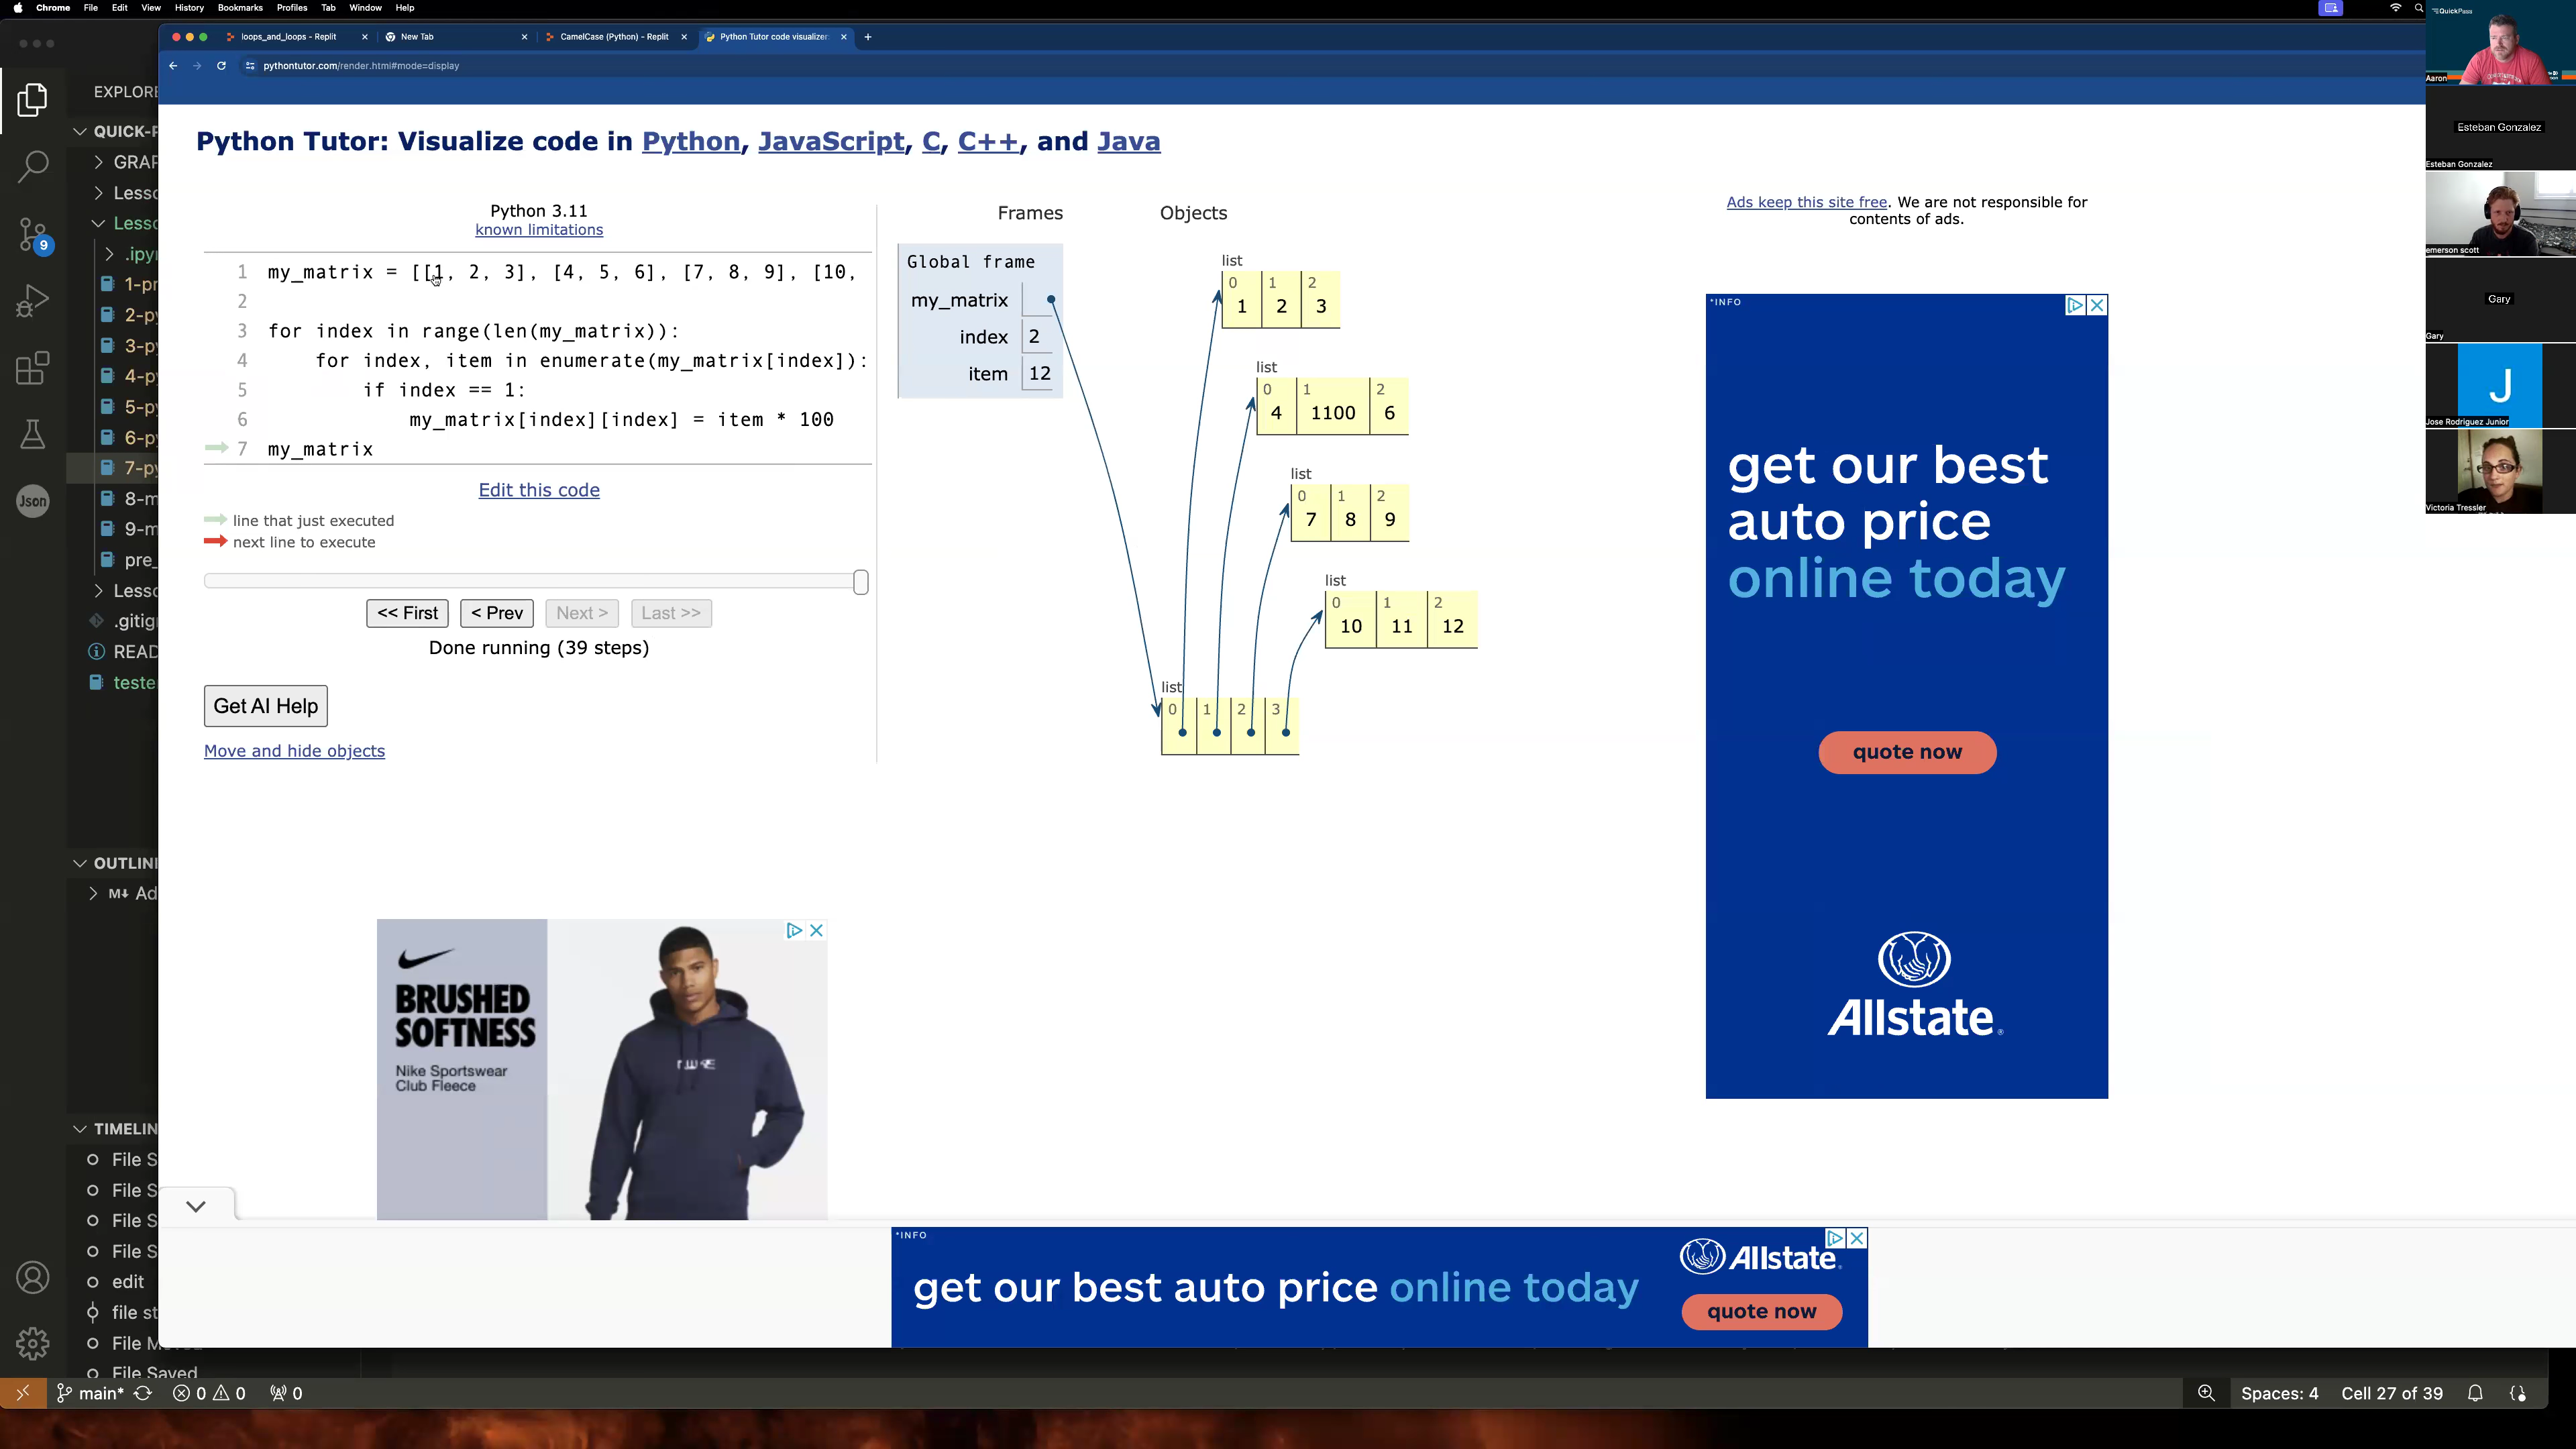 Chrome File Edit View History Bookmarks Profiles Tab Window Help
loops_and_loops - Replit
New Tab
CamelCase (Python) - Replit
Python Tutor code visualizer
pythontutor.com/render.html#mode=display
EXPLORE
QUICK-P
GRAP
Lesso
Lesso
.ipyn
1-pr
2-py
3-py
4-py
5-py
6-py
7-py
8-m
9-m
pre_
Lesso
.gitign
READ
teste
9
Json
OUTLIN
M↓ Ad
TIMELIN
File S
File S
File S
File S
edit
file st
File Moved
File Saved
Python Tutor: Visualize code in Python, JavaScript, C, C++, and Java
Python 3.11
known limitations
1 my_matrix = [[1, 2, 3], [4, 5, 6], [7, 8, 9], [10,
2
3 for index in range(len(my_matrix)):
4 for index, item in enumerate(my_matrix[index]):
5 if index == 1:
6 my_matrix[index][index] = item * 100
7 my_matrix
Edit this code
line that just executed
next line to execute
<< First
< Prev
Next >
Last >>
Done running (39 steps)
Get AI Help
Move and hide objects
Frames
Objects
Global frame
my_matrix
index 2
item 12
list
0 1 2
1 2 3
list
0 1 2
4 1100 6
list
0 1 2
7 8 9
list
0 1 2
10 11 12
list
0 1 2 3
Ads keep this site free. We are not responsible for
contents of ads.
*INFO
get our best
auto price
online today
quote now
Allstate
BRUSHED
SOFTNESS
Nike Sportswear
Club Fleece
*INFO
get our best auto price online today
Allstate
quote now
QuickPass
Aaron
Esteban Gonzalez
Esteban Gonzalez
emerson scott
Gary
Gary
J
Jose Rodriguez Junior
Victoria Tressler
main*
0 0
0
Spaces: 4
Cell 27 of 39